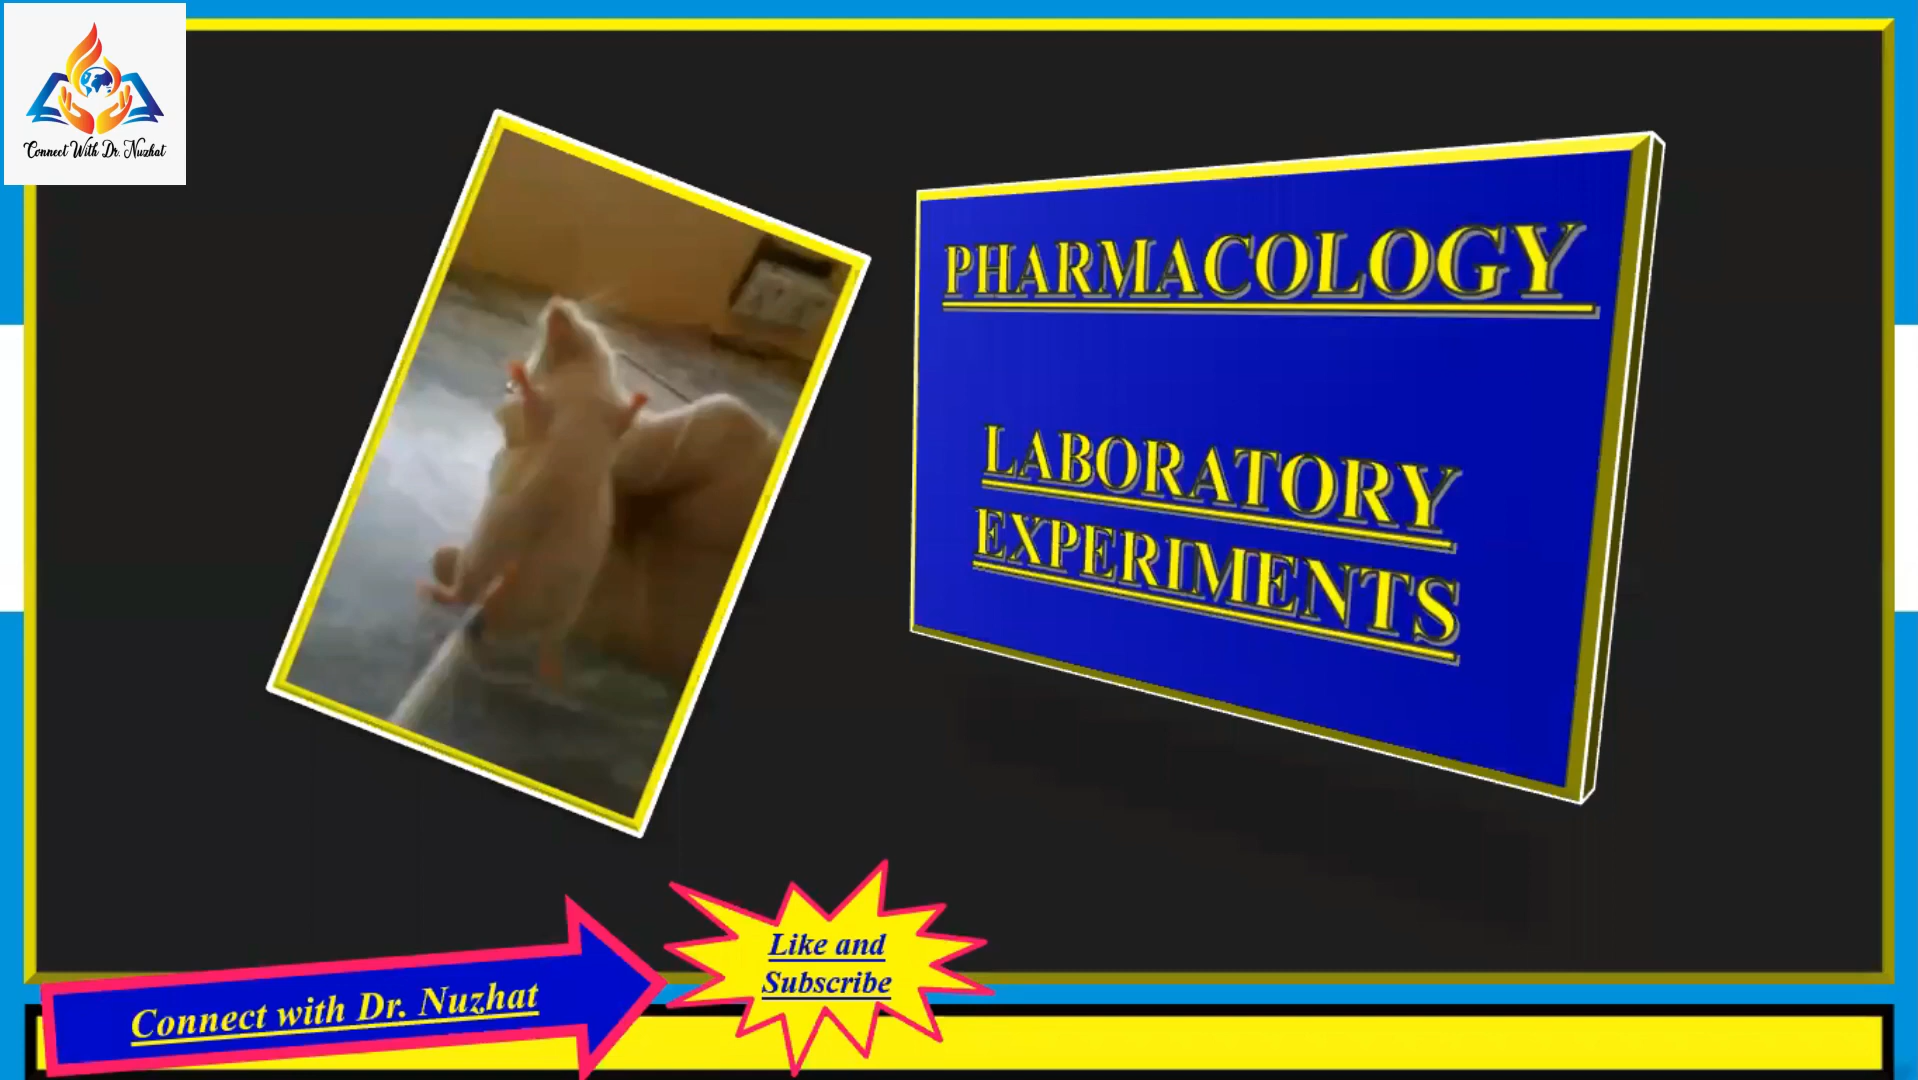 Connect With Dr. Nuzhat
PHARMACOLOGY
LABORATORY
EXPERIMENTS
Like and
Subscribe
Connect with Dr. Nuzhat